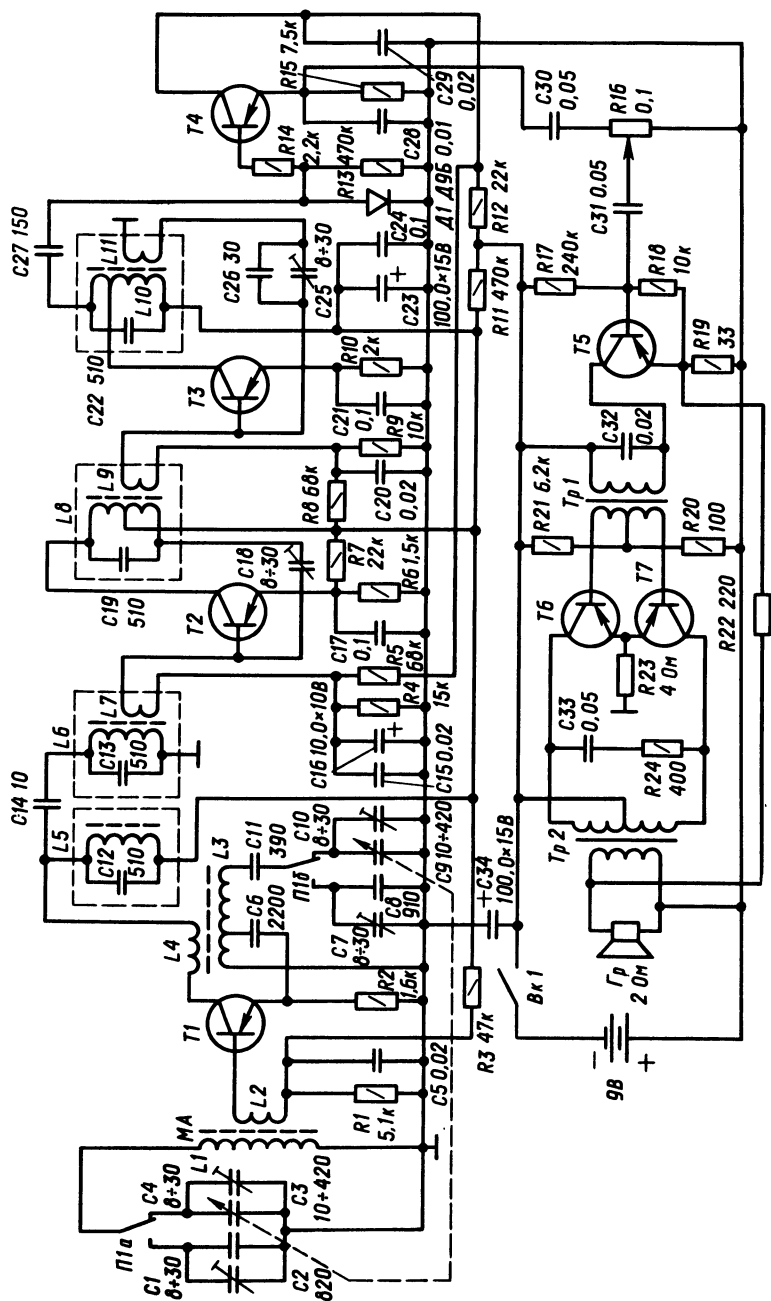 C1
8÷30
П1а
C4
8÷30
C2
820
L1
C3
10÷420
МА
L2
R1
5,1к
C5 0,02
T1
R2
1,6к
L4
C6
2200
L3
C11
390
П1б
C7
8÷30
C8
910
C10
8÷30
C9 10÷420
R3 47к
C14 10
L5
C12
510
L6
C13
510
L7
C16 10,0×10В
+
C15 0,02
R4
15к
R5
68к
C17
0,1
T2
C19
510
C18
8÷30
L8
L9
R7
22к
R6 1,5к
R8 68к
C20
0,02
R9
10к
C21
0,1
R10
2к
T3
C22 510
L10
L11
C27 150
C26 30
C25
8÷30
C23
100,0×15В
+
C24
0,1
Д1 Д9Б
R13 470к
R14
2,2к
T4
C28
0,01
R15 7,5к
C29
0,02
R11 470к
R12 22к
C30
0,05
R16
0,1
C31 0,05
R17
240к
R18
10к
T5
R19
33
C32
0,02
Тр1
R21 6,2к
R20
100
T6
T7
R22 220
R23
4 Ом
C33
0,05
R24
400
Тр2
+
C34
100,0×15В
Вк1
Гр
2 Ом
9В
−
+